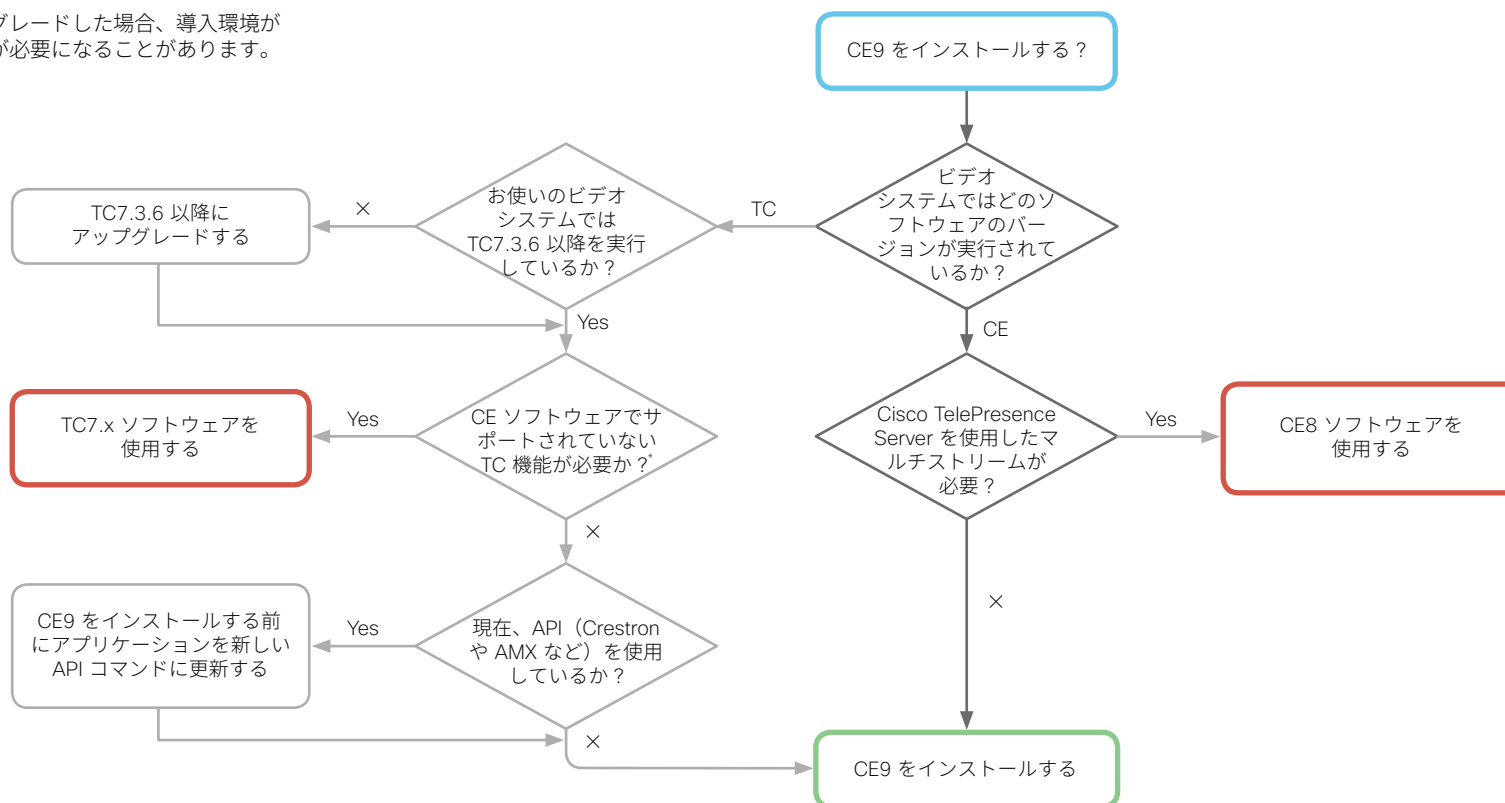 グレードした場合、導入環境が
が必要になることがあります。
CE9 をインストールする？
ビデオ
システムではどのソ
フトウェアのバー
ジョンが実行されて
いるか？
TC
お使いのビデオ
システムでは
TC7.3.6 以降を実行
しているか？
×
TC7.3.6 以降に
アップグレードする
Yes
CE
CE ソフトウェアでサ
ポートされていない
TC 機能が必要か？*
Yes
TC7.x ソフトウェアを
使用する
Cisco TelePresence
Server を使用したマ
ルチストリームが
必要？
Yes
CE8 ソフトウェアを
使用する
×
現在、API（Crestron
や AMX など）を使用
しているか？
Yes
CE9 をインストールする前
にアプリケーションを新しい
API コマンドに更新する
×
×
CE9 をインストールする